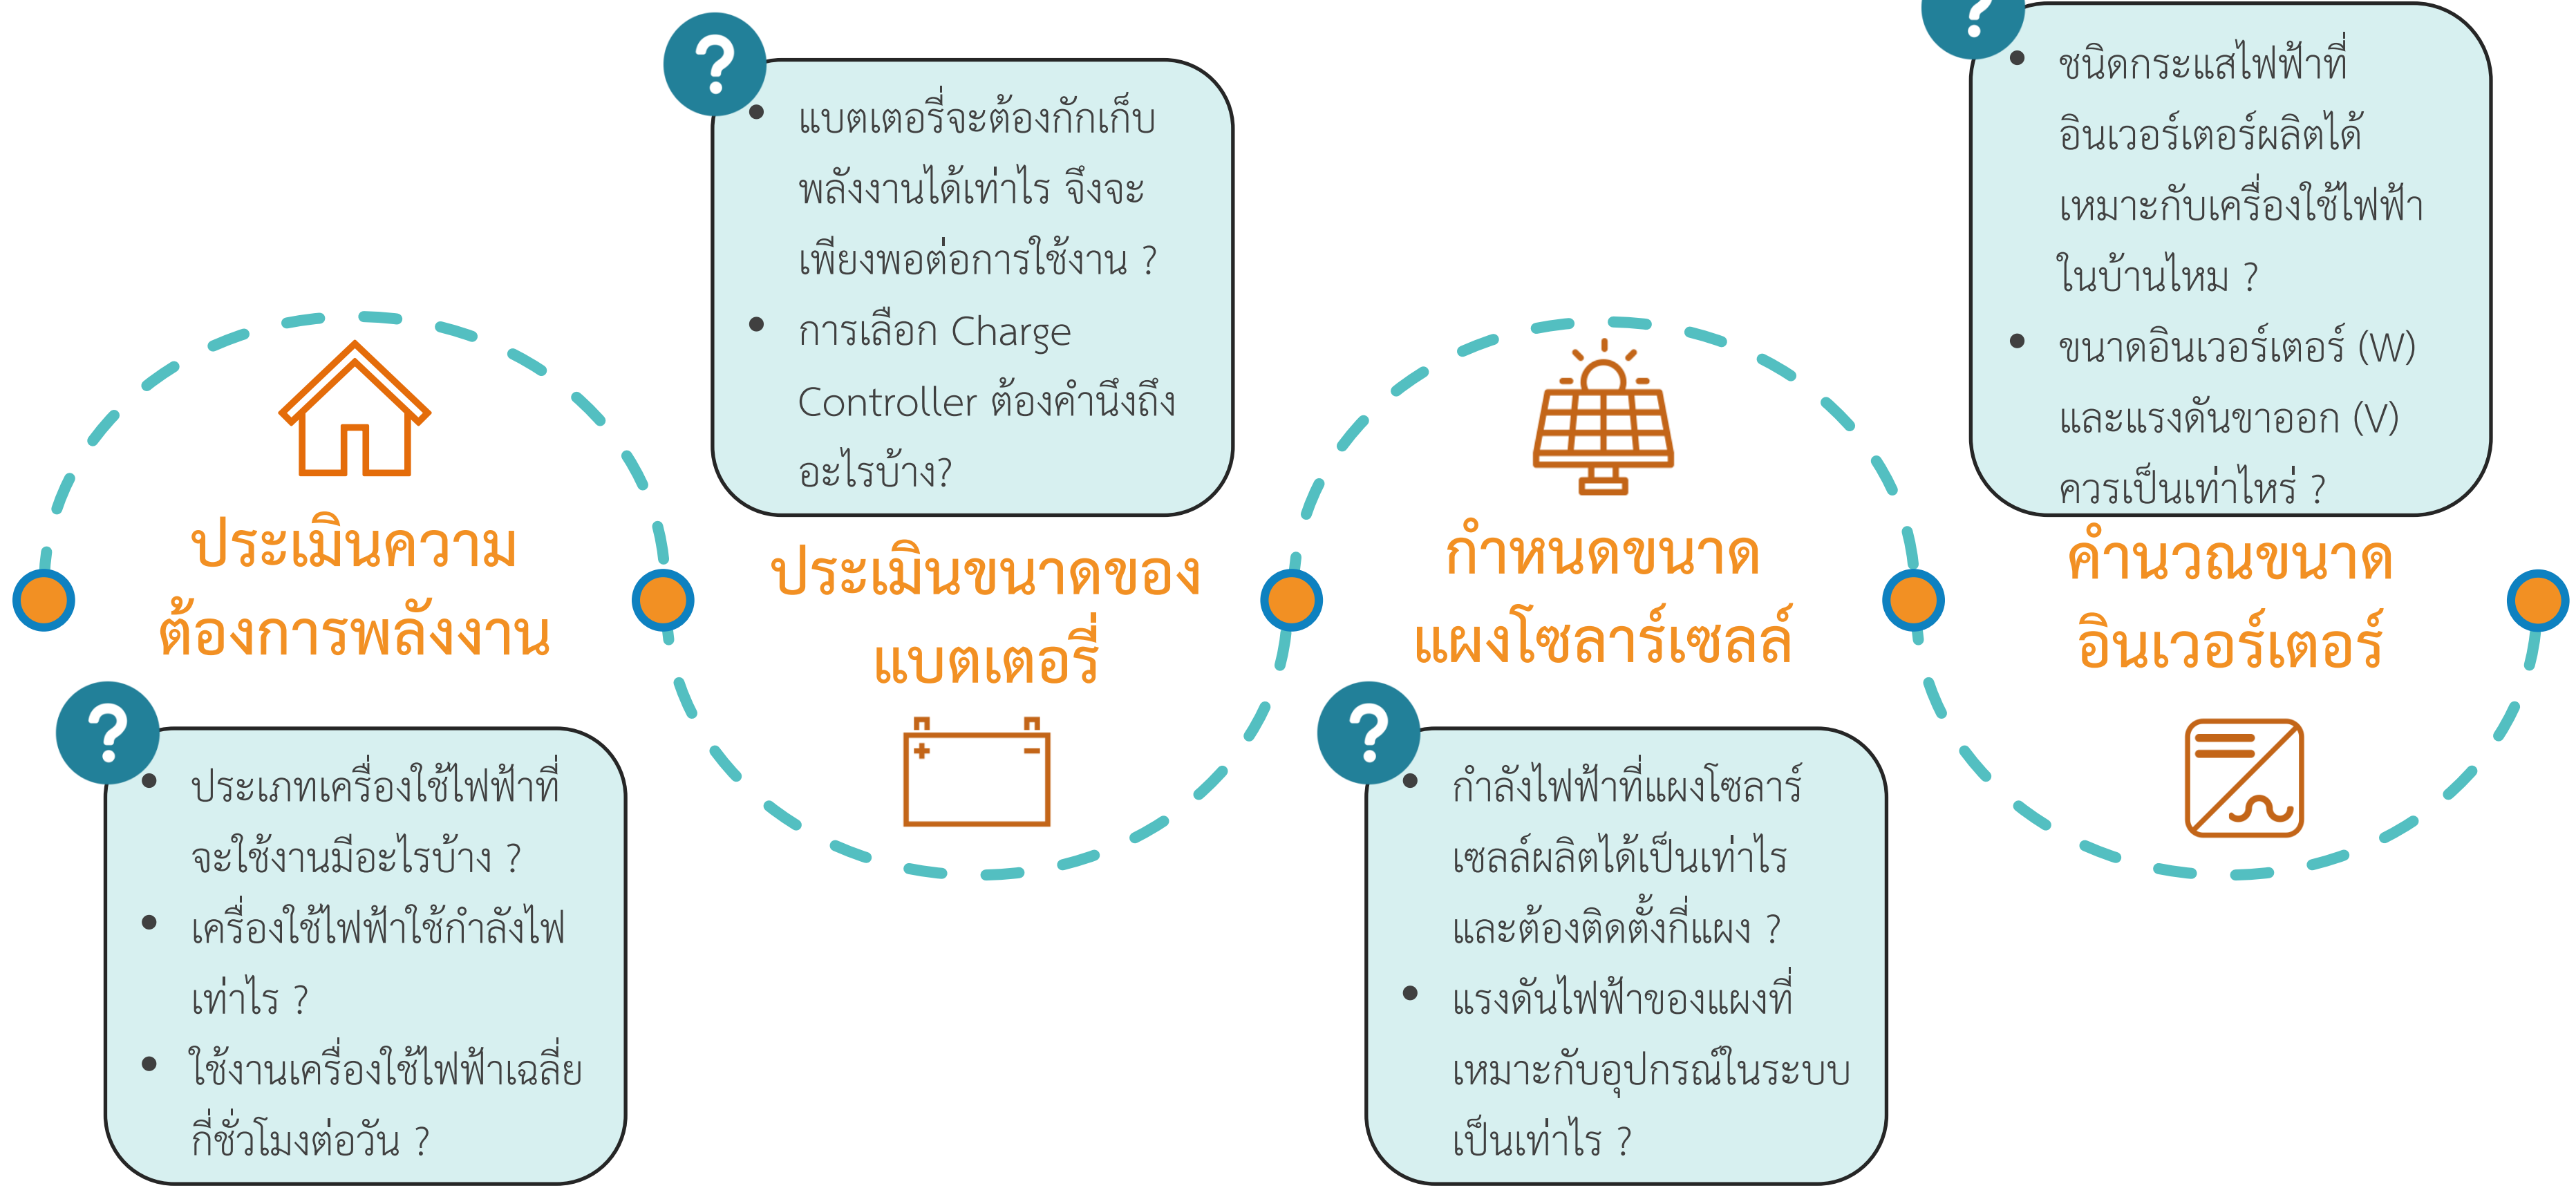 ประเมินความ
ต้องการพลังงาน
?
• ประเภทเครื่องใช้ไฟฟ้าที่
จะใช้งานมีอะไรบ้าง ?
• เครื่องใช้ไฟฟ้าใช้กำลังไฟ
เท่าไร ?
• ใช้งานเครื่องใช้ไฟฟ้าเฉลี่ย
กี่ชั่วโมงต่อวัน ?
?
• แบตเตอรี่จะต้องกักเก็บ
พลังงานได้เท่าไร จึงจะ
เพียงพอต่อการใช้งาน ?
• การเลือก Charge
Controller ต้องคำนึงถึง
อะไรบ้าง?
ประเมินขนาดของ
แบตเตอรี่
+ −
กำหนดขนาด
แผงโซลาร์เซลล์
?
• กำลังไฟฟ้าที่แผงโซลาร์
เซลล์ผลิตได้เป็นเท่าไร
และต้องติดตั้งกี่แผง ?
• แรงดันไฟฟ้าของแผงที่
เหมาะกับอุปกรณ์ในระบบ
เป็นเท่าไร ?
?
• ชนิดกระแสไฟฟ้าที่
อินเวอร์เตอร์ผลิตได้
เหมาะกับเครื่องใช้ไฟฟ้า
ในบ้านไหม ?
• ขนาดอินเวอร์เตอร์ (W)
และแรงดันขาออก (V)
ควรเป็นเท่าไหร่ ?
คำนวณขนาด
อินเวอร์เตอร์